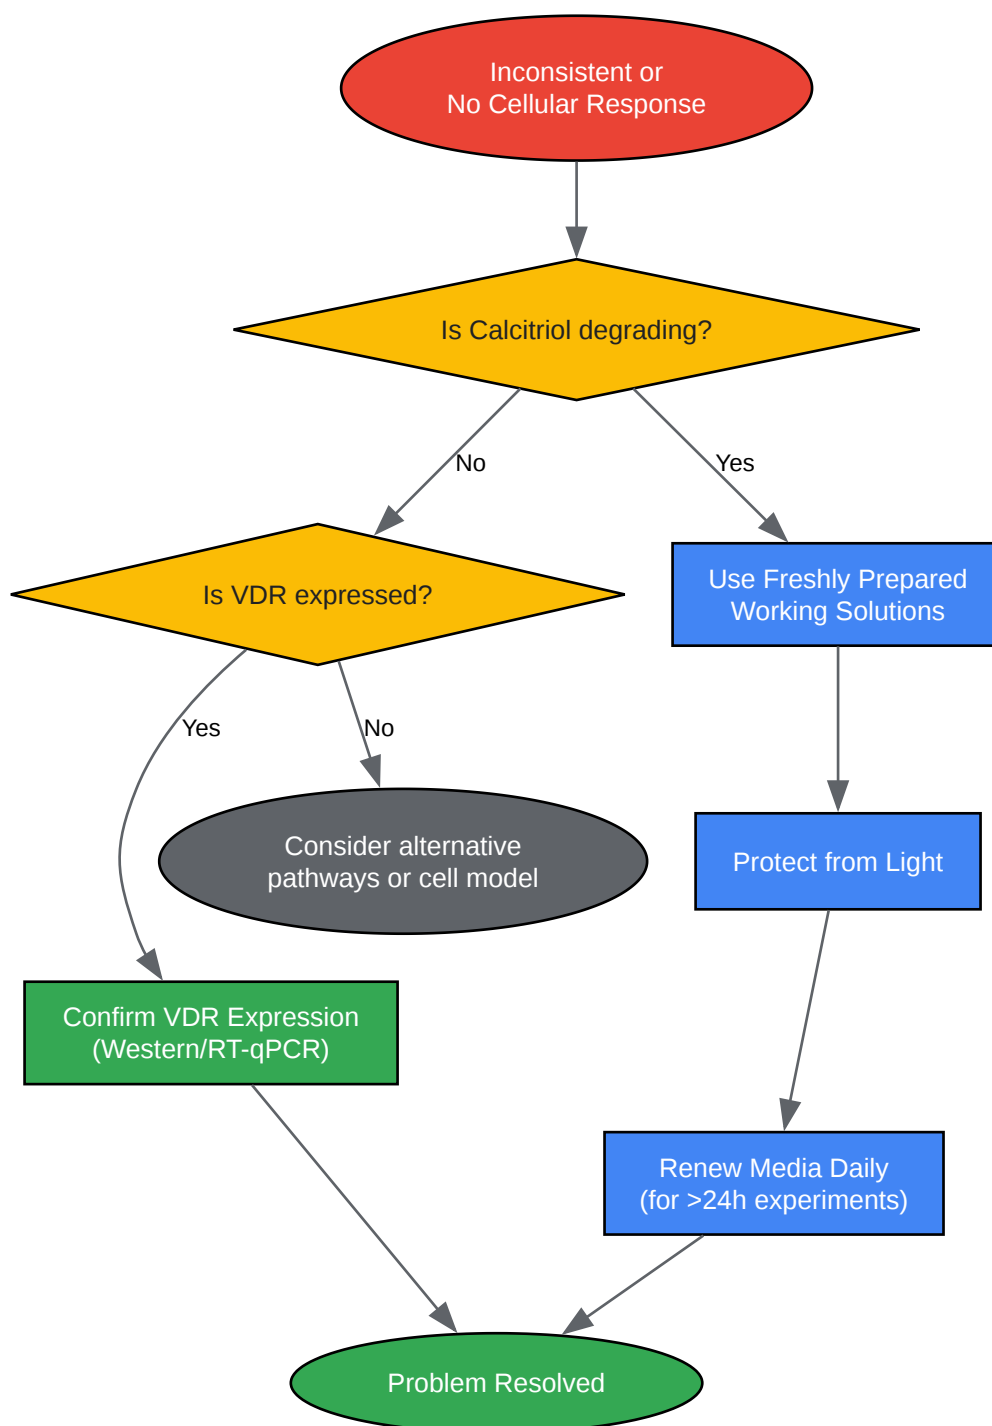 Inconsistent or
No Cellular Response
Is Calcitriol degrading?
No
Yes
Is VDR expressed?
Use Freshly Prepared
Working Solutions
Yes
No
Consider alternative
pathways or cell model
Protect from Light
Confirm VDR Expression
(Western/RT-qPCR)
Renew Media Daily
(for >24h experiments)
Problem Resolved